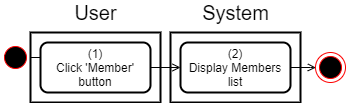 User
System
(1)
Click 'Member'
button
(2)
Display Members
list